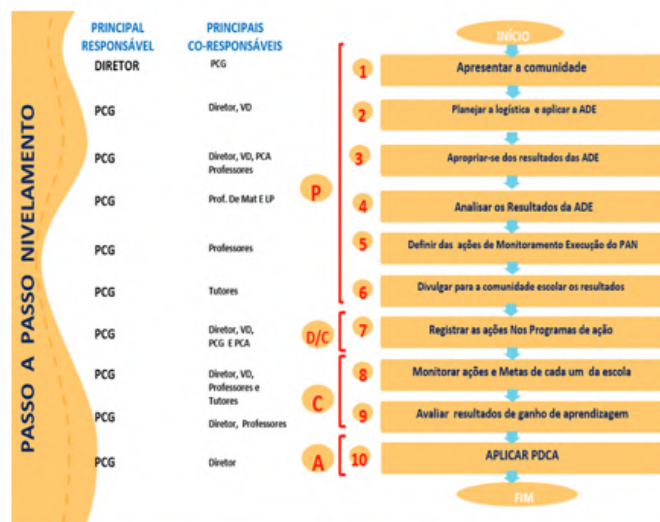 PASSO A PASSO NIVELAMENTO
PRINCIPAL
RESPONSÁVEL
PRINCIPAIS
CO-RESPONSÁVEIS
INÍCIO
DIRETOR
PCG
1
Apresentar a comunidade
PCG
Diretor, VD
2
Planejar a logística e aplicar a ADE
PCG
Diretor, VD, PCA
Professores
3
Apropriar-se dos resultados das ADE
P
PCG
Prof. De Mat E LP
4
Analisar os Resultados da ADE
PCG
Professores
5
Definir das ações de Monitoramento Execução do PAN
PCG
Tutores
6
Divulgar para a comunidade escolar os resultados
PCG
Diretor, VD,
PCG E PCA
D/C
7
Registrar as ações Nos Programas de ação
PCG
Diretor, VD,
Professores e
Tutores
8
Monitorar ações e Metas de cada um da escola
C
PCG
Diretor, Professores
9
Avaliar resultados de ganho de aprendizagem
PCG
Diretor
A
10
APLICAR PDCA
FIM